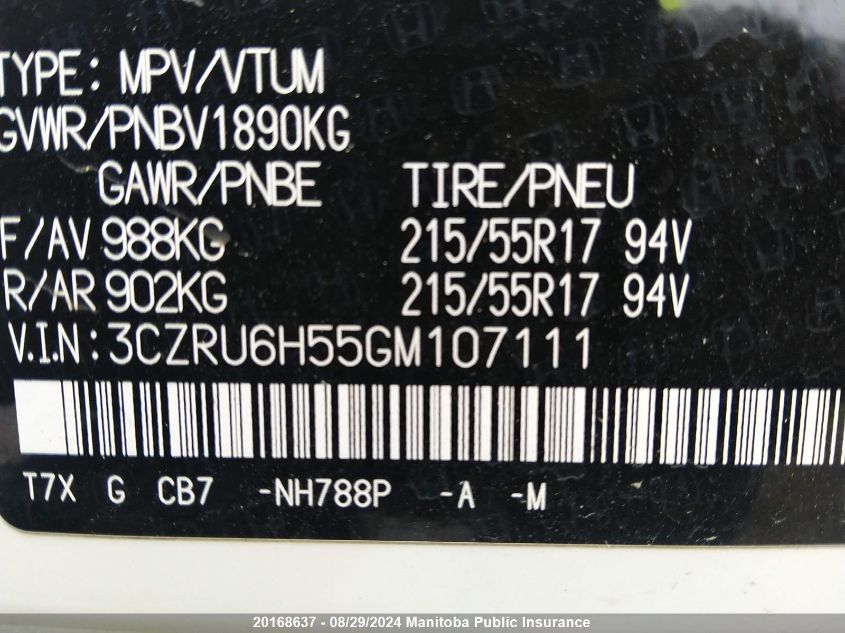 TYPE: MPV/VTUM
GVWR/PNBV1890KG
GAWR/PNBE TIRE/PNEU
F/AV 988KG 215/55R17 94V
R/AR 902KG 215/55R17 94V
V.I.N: 3CZRU6H55GM107111
T7X G CB7 -NH788P -A -M
20168637 - 08/29/2024 Manitoba Public Insurance